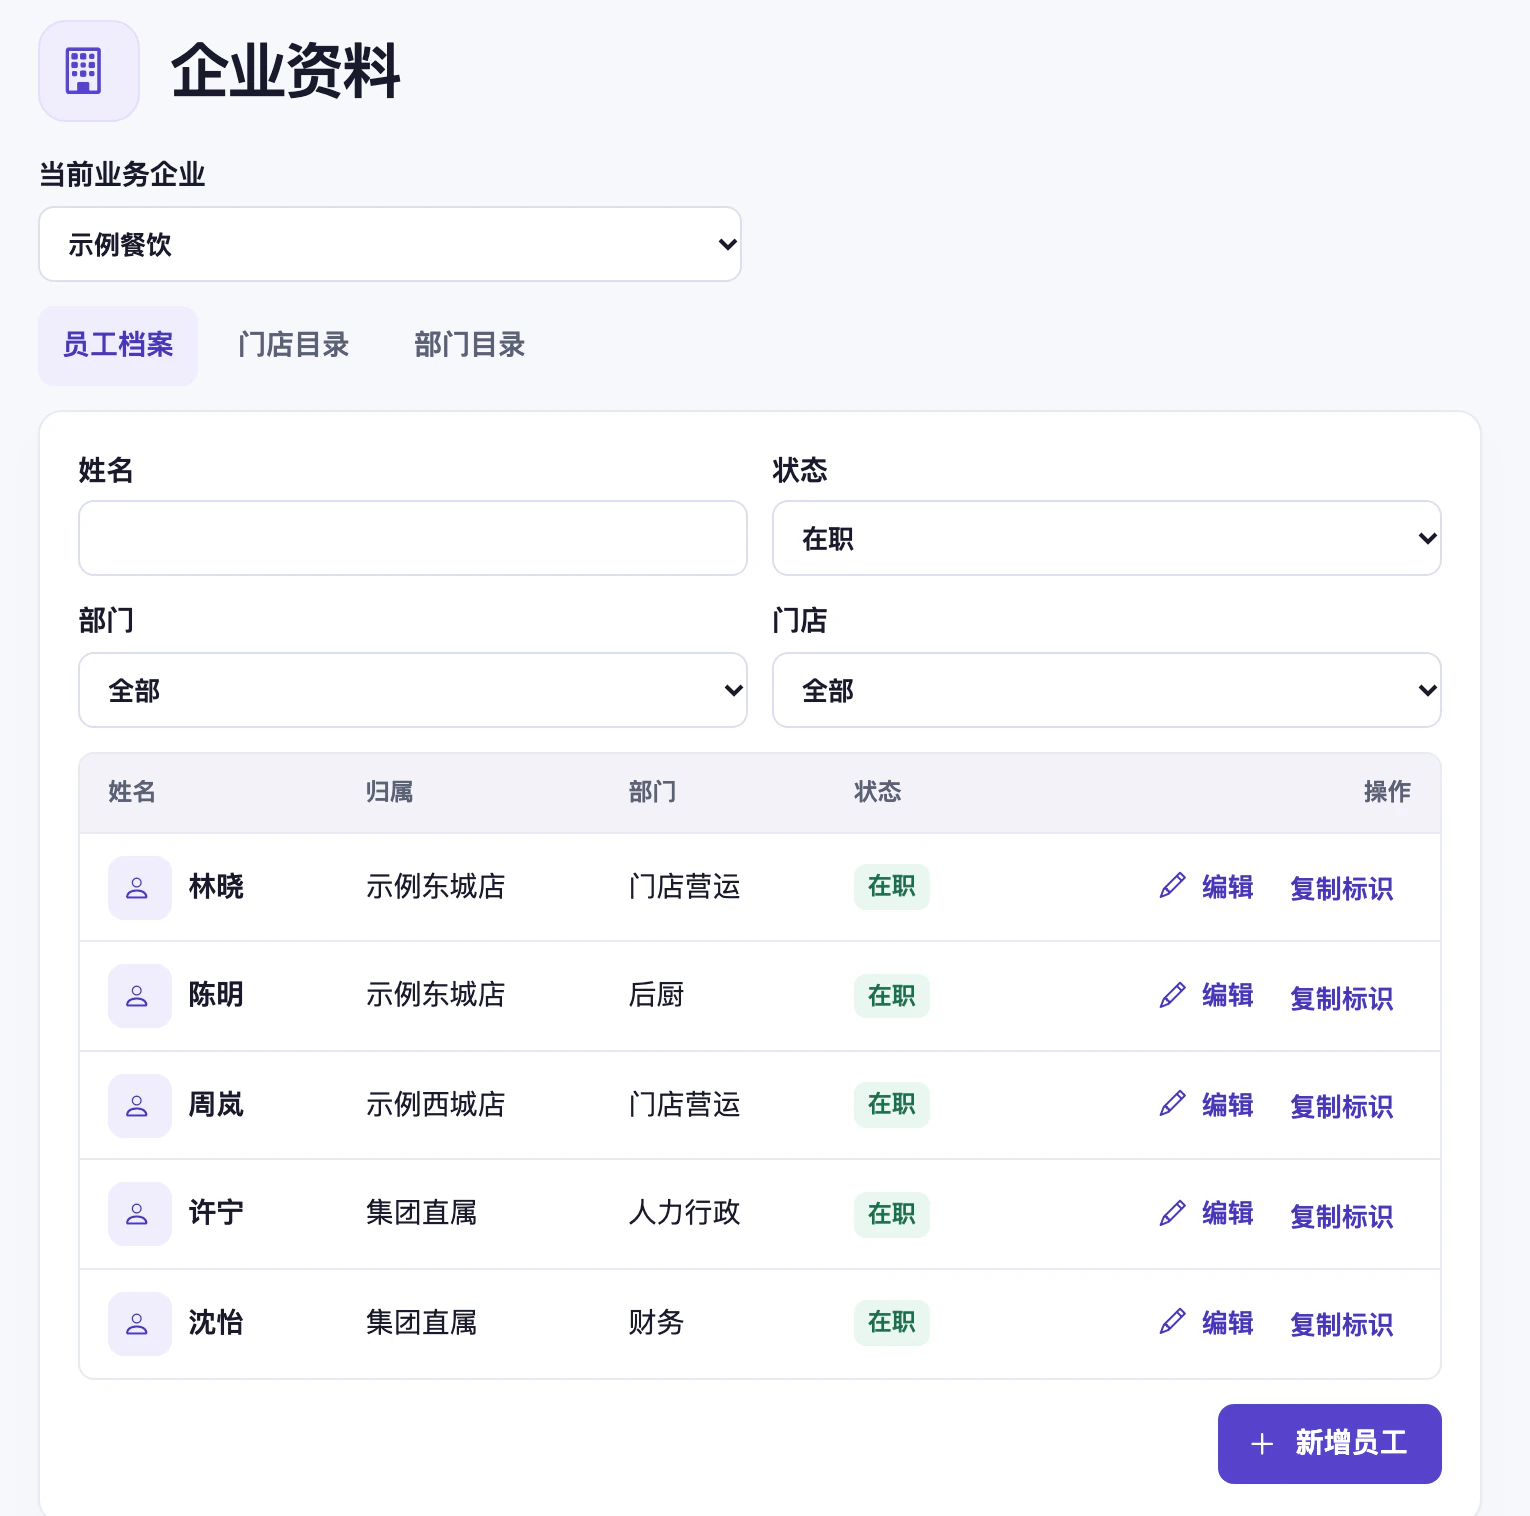 企业资料
当前业务企业
示例餐饮
员工档案 门店目录 部门目录
姓名 状态
在职
部门 门店
全部 全部
姓名 归属 部门 状态 操作
林晓 示例东城店 门店营运 在职 编辑 复制标识
陈明 示例东城店 后厨 在职 编辑 复制标识
周岚 示例西城店 门店营运 在职 编辑 复制标识
许宁 集团直属 人力行政 在职 编辑 复制标识
沈怡 集团直属 财务 在职 编辑 复制标识
新增员工